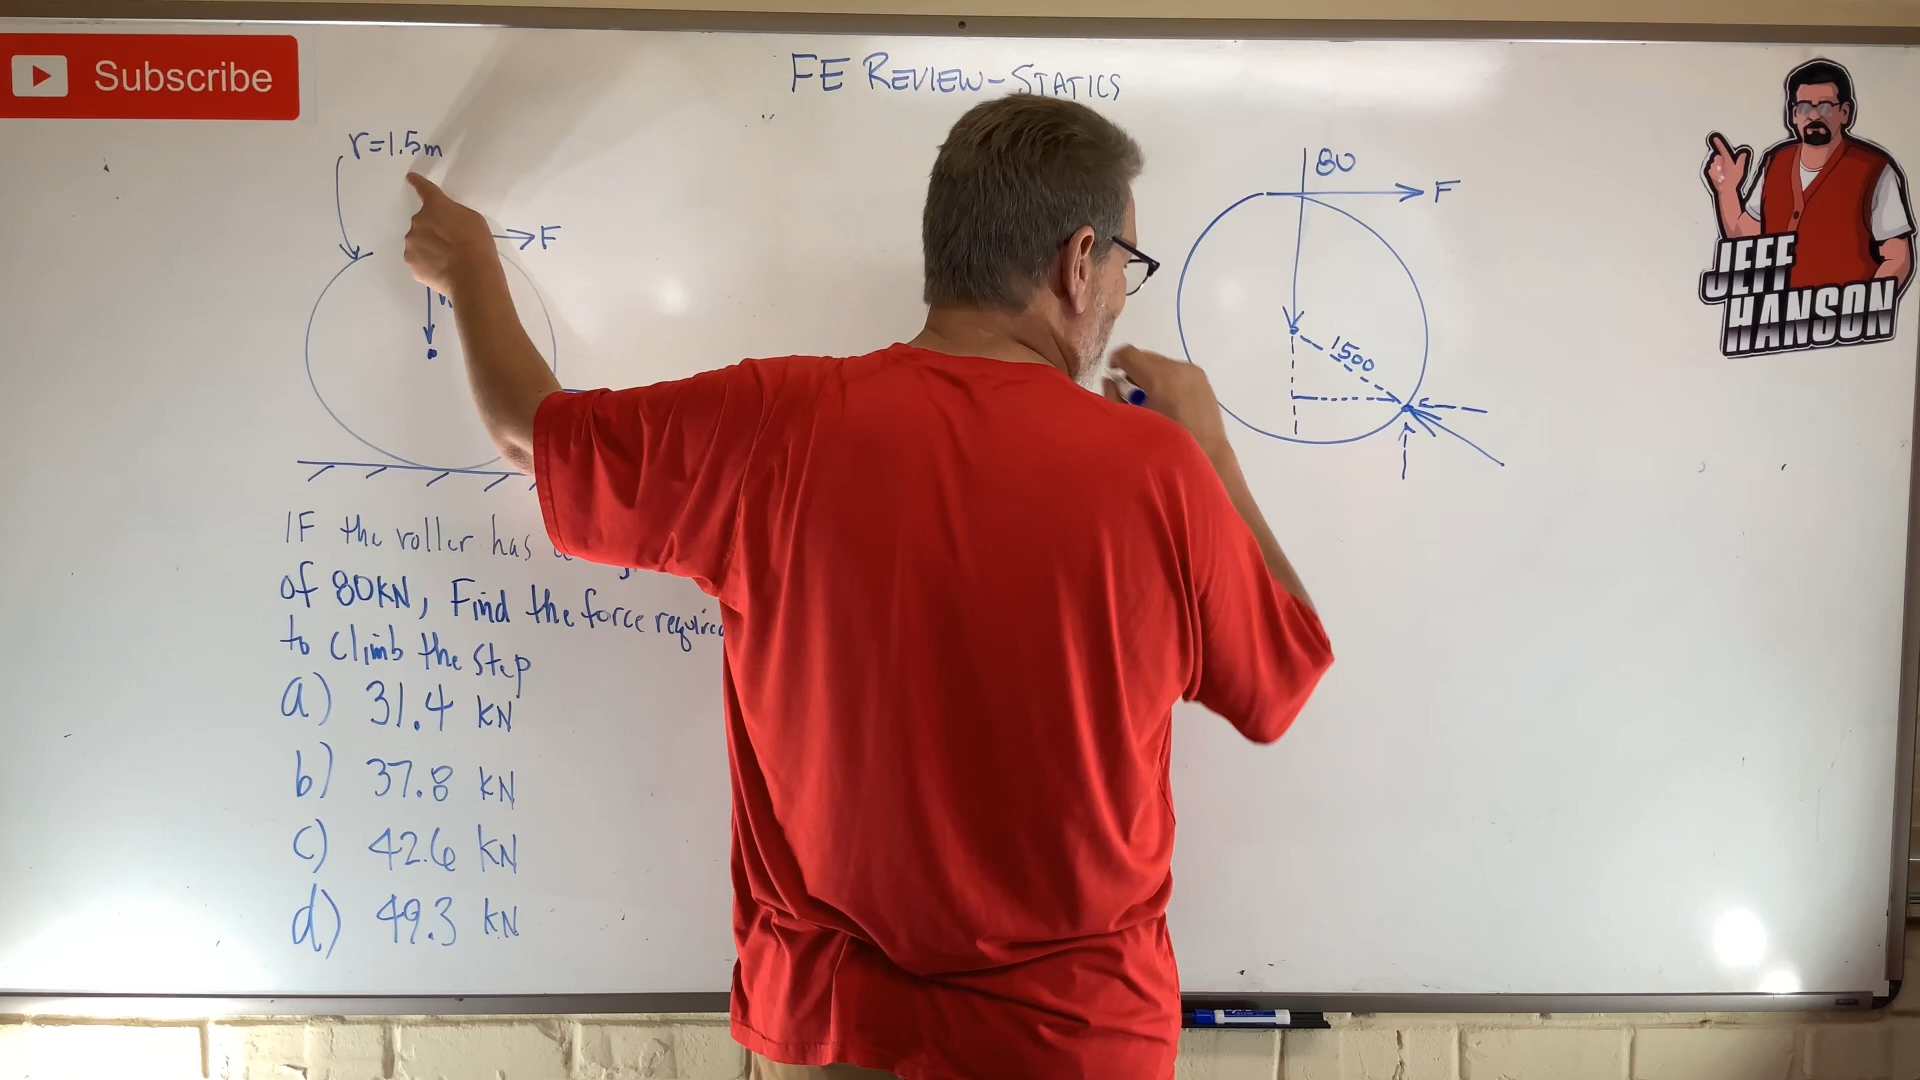 Subscribe
FE REVIEW-STATICS
r=1.5m
F
80
F
1500
JEFF
HANSON
IF the roller has
of 80KN, Find the force required
to climb the step
a) 31.4 KN
b) 37.8 KN
c) 42.6 KN
d) 49.3 KN